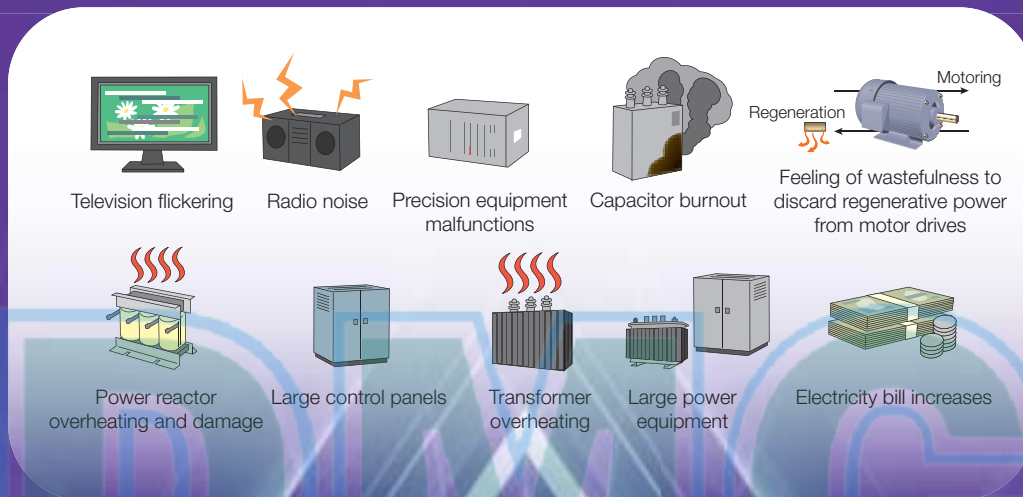 Motoring
Regeneration
Television flickering
Radio noise
Precision equipment
malfunctions
Capacitor burnout
Feeling of wastefulness to
discard regenerative power
from motor drives
Power reactor
overheating and damage
Large control panels
Transformer
overheating
Large power
equipment
Electricity bill increases
DMC